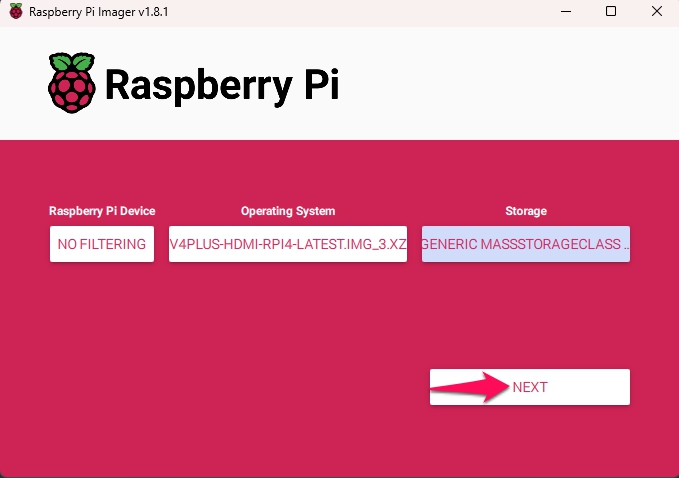 Raspberry Pi Imager v1.8.1
Raspberry Pi
Raspberry Pi Device
Operating System
Storage
NO FILTERING
V4PLUS-HDMI-RPI4-LATEST.IMG_3.XZ
GENERIC MASSSTORAGECLASS ..
NEXT